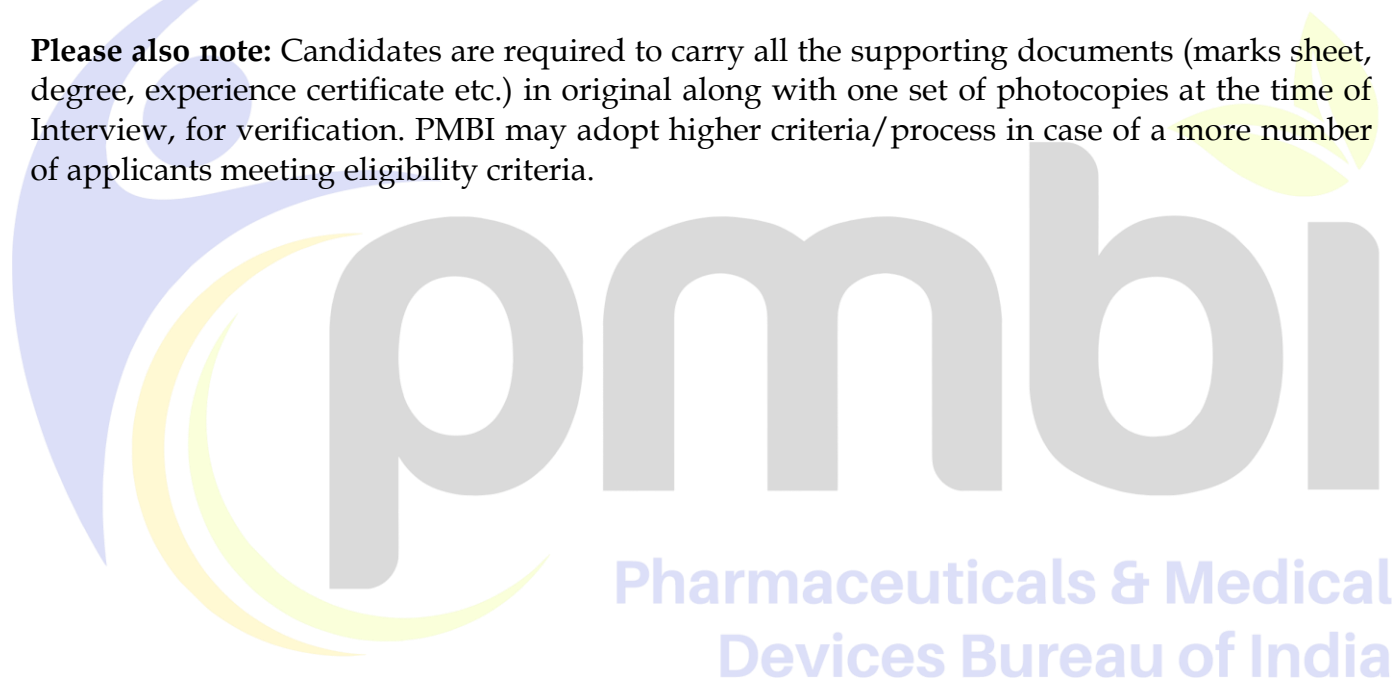 Please also note: Candidates are required to carry all the supporting documents (marks sheet,
degree, experience certificate etc.) in original along with one set of photocopies at the time of
Interview, for verification. PMBI may adopt higher criteria/process in case of a more number
of applicants meeting eligibility criteria.
pmbi
Pharmaceuticals & Medical
Devices Bureau of India